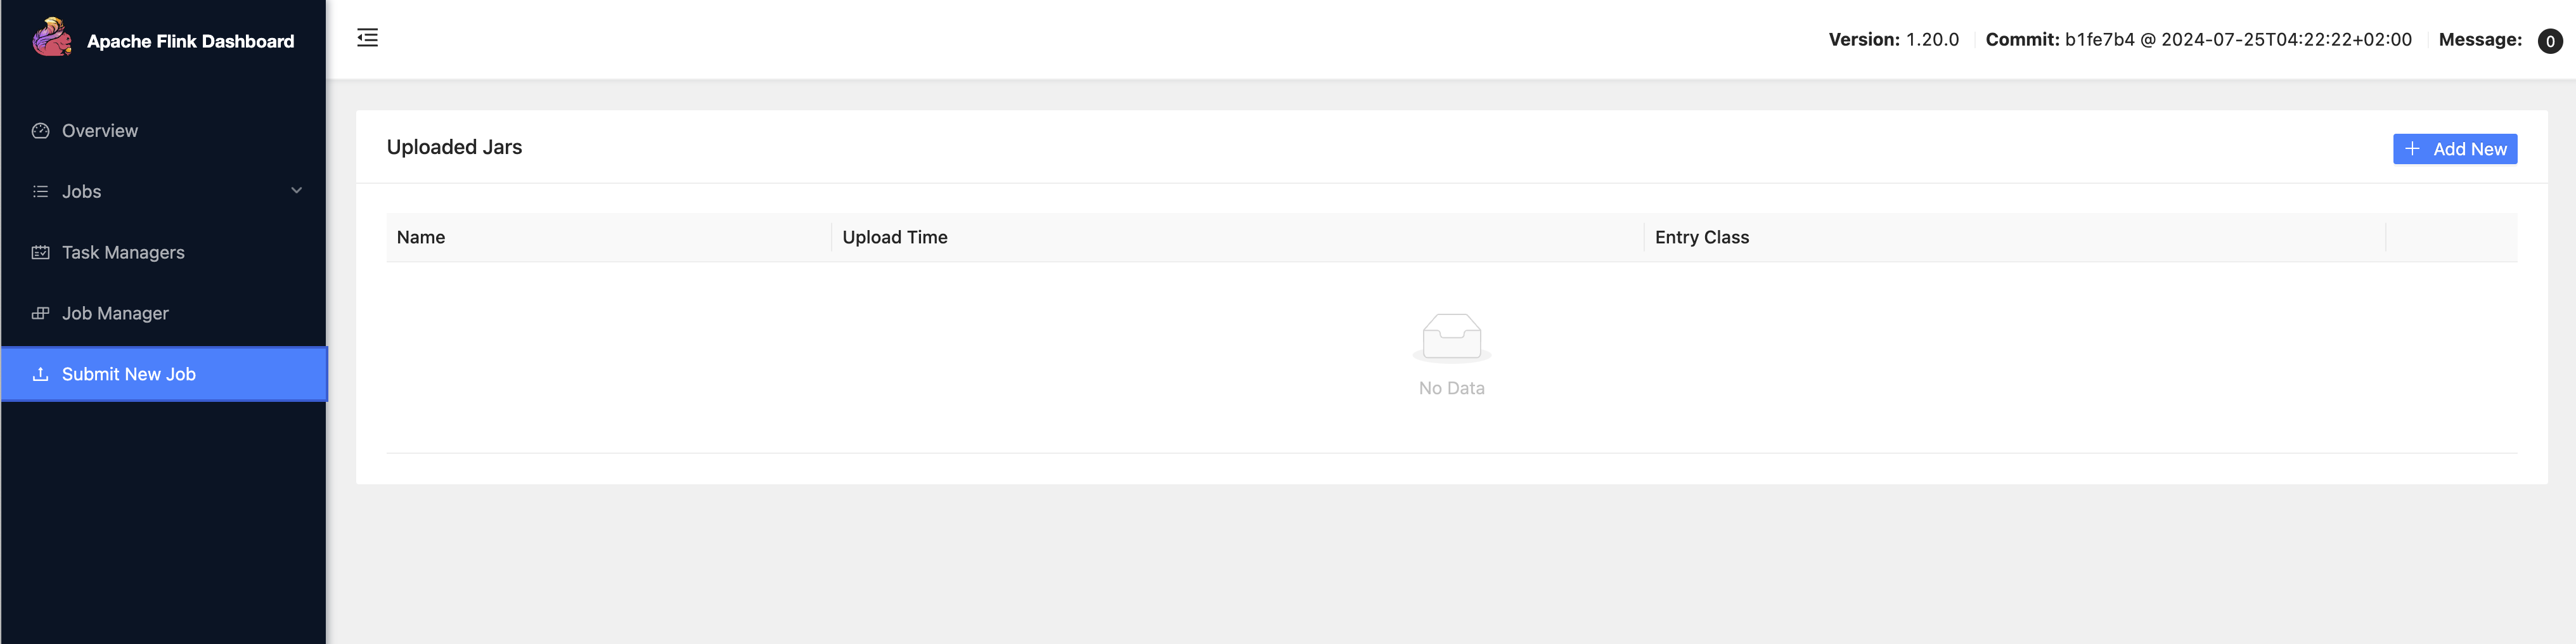 Apache Flink Dashboard
Version: 1.20.0 Commit: b1fe7b4 @ 2024-07-25T04:22:22+02:00 Message: 0
Overview
Jobs
Task Managers
Job Manager
Submit New Job
Uploaded Jars
Add New
Name Upload Time Entry Class
No Data